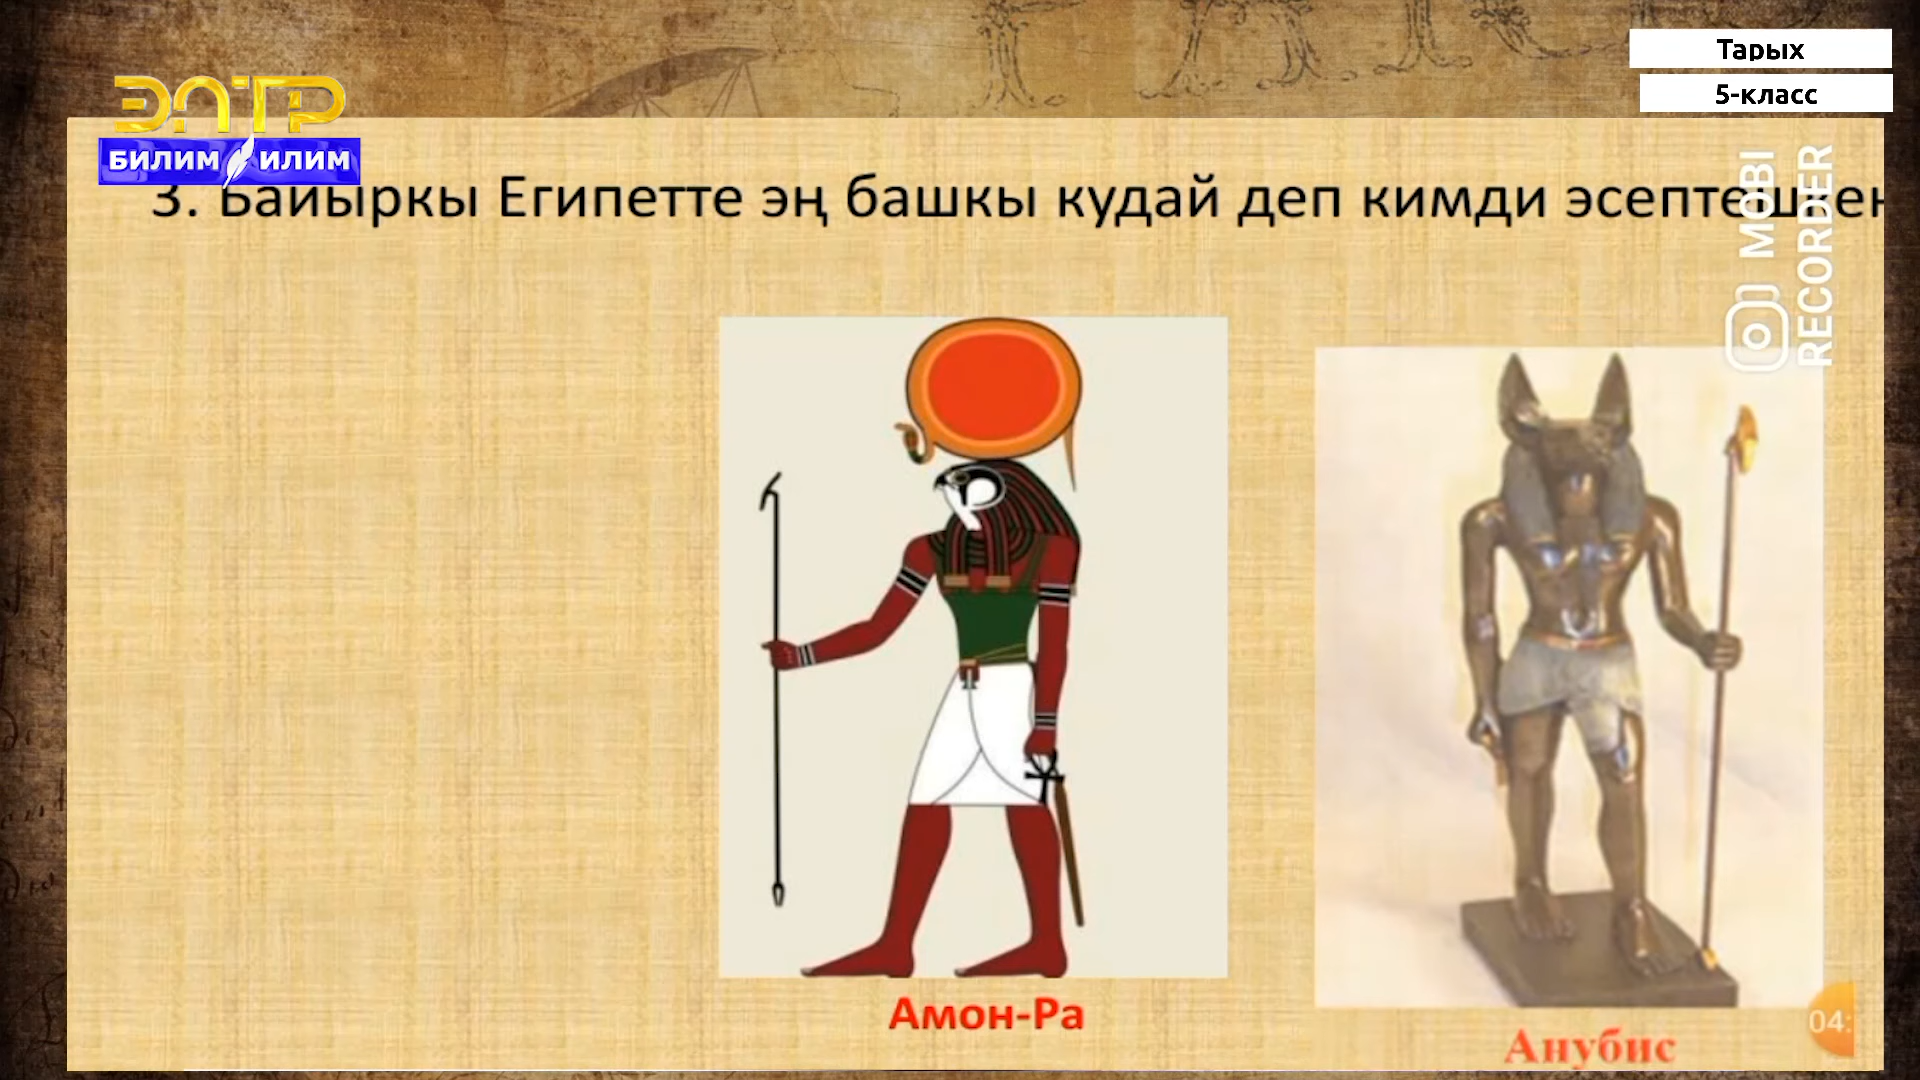 Тарых
5-класс
ЭЛТР
БИЛИМ ИЛИМ
3. Байыркы Египетте эң башкы кудай деп кимди эсептешкен
MOBI
RECORDER
Амон-Ра
Анубис
04: